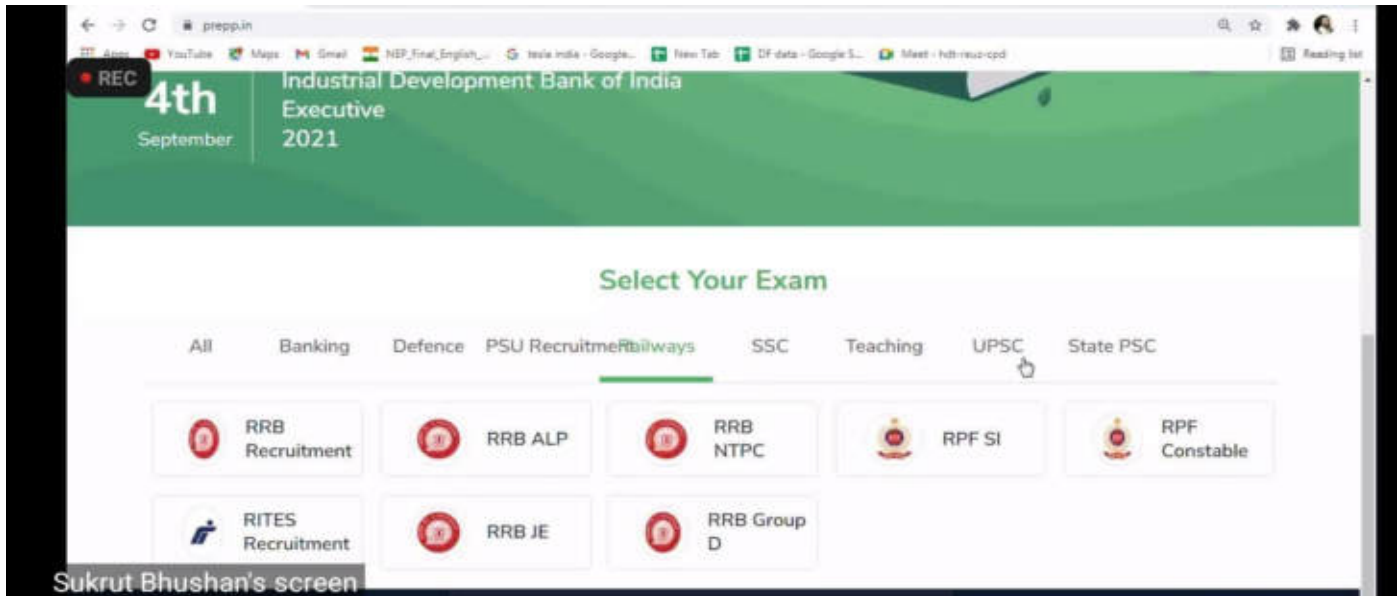 prepp.in
Apps YouTube Maps Gmail NEP_Final_English_... tesla india - Google... New Tab DF data - Google S... Meet - Reading list
REC
4th
September
Industrial Development Bank of India
Executive
2021
Select Your Exam
All Banking Defence PSU Recruitment Railways SSC Teaching UPSC State PSC
RRB
Recruitment
RRB ALP
RRB
NTPC
RPF SI
RPF
Constable
RITES
Recruitment
RRB JE
RRB Group
D
Sukrut Bhushan's screen